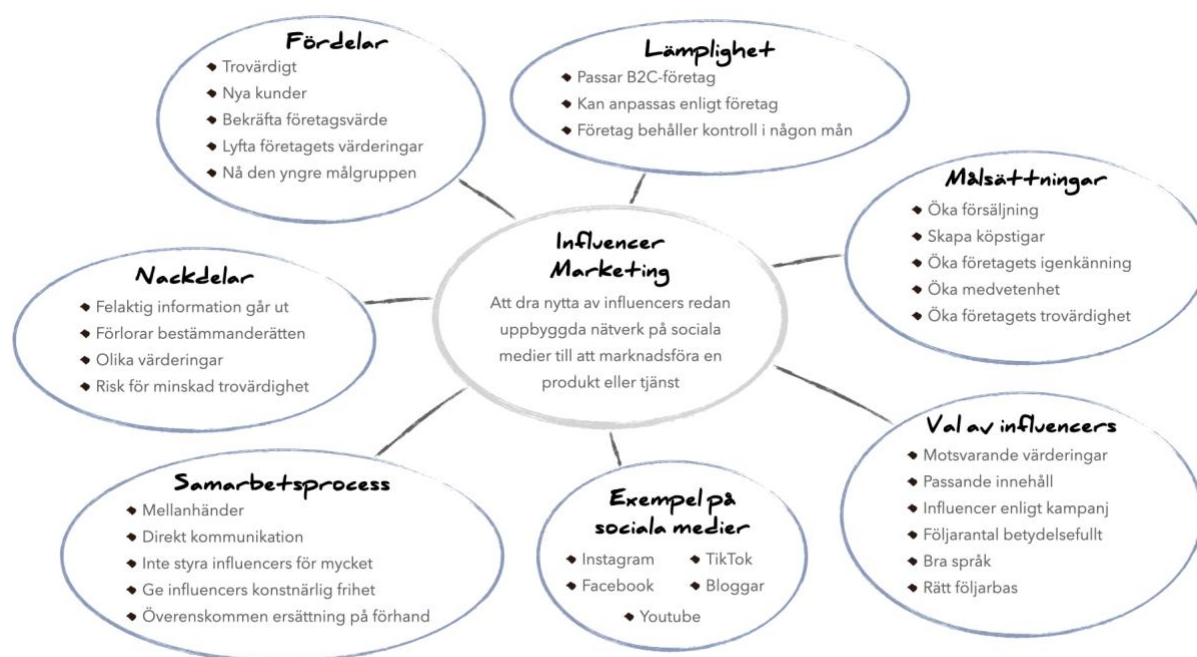 Fördelar
Trovärdigt
Nya kunder
Bekräfta företagsvärde
Lyfta företagets värderingar
Nå den yngre målgruppen
Lämplighet
Passar B2C-företag
Kan anpassas enligt företag
Företag behåller kontroll i någon mån
Målsättningar
Öka försäljning
Skapa köpstigar
Öka företagets igenkänning
Öka medvetenhet
Öka företagets trovärdighet
Influencer
Marketing
Att dra nytta av influencers redan
uppbyggda nätverk på sociala
medier till att marknadsföra en
produkt eller tjänst
Nackdelar
Felaktig information går ut
Förlorar bestämmanderätten
Olika värderingar
Risk för minskad trovärdighet
Val av influencers
Motsvarande värderingar
Passande innehåll
Influencer enligt kampanj
Följarantal betydelsefullt
Bra språk
Rätt följarbas
Samarbetsprocess
Mellanhänder
Direkt kommunikation
Inte styra influencers för mycket
Ge influencers konstnärlig frihet
Överenskommen ersättning på förhand
Exempel på
sociala medier
Instagram TikTok
Facebook Bloggar
Youtube